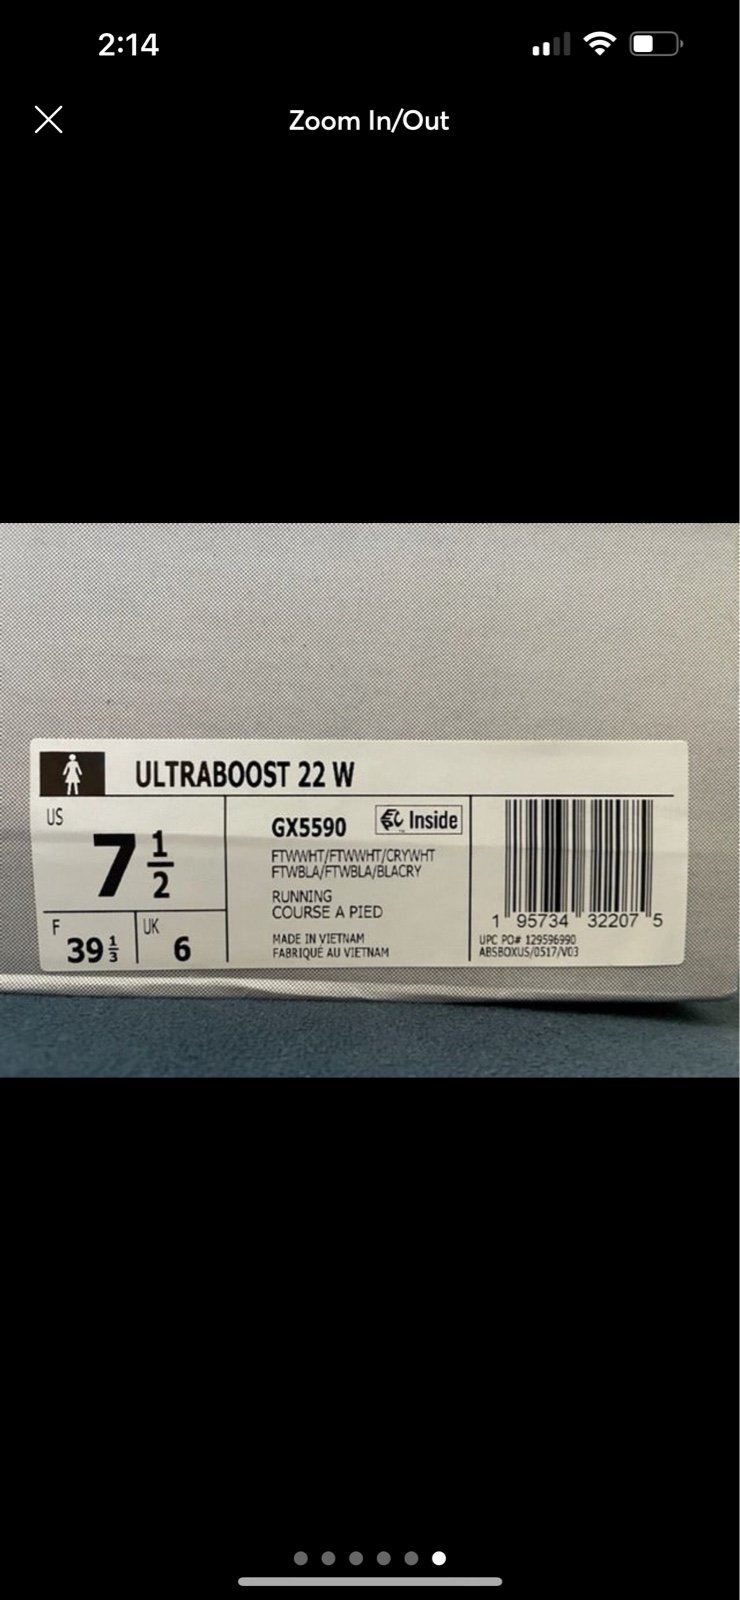 2:14
Zoom In/Out
ULTRABOOST 22 W
US
7 1/2
F
39 1/3
UK
6
GX5590
Inside
FTWWHT/FTWWHT/CRYWHT
FTWBLA/FTWBLA/BLACRY
RUNNING
COURSE A PIED
MADE IN VIETNAM
FABRIQUÉ AU VIETNAM
1 95734 32207 5
UPC PO# 129596990
ABSBOXUS/0517/V03